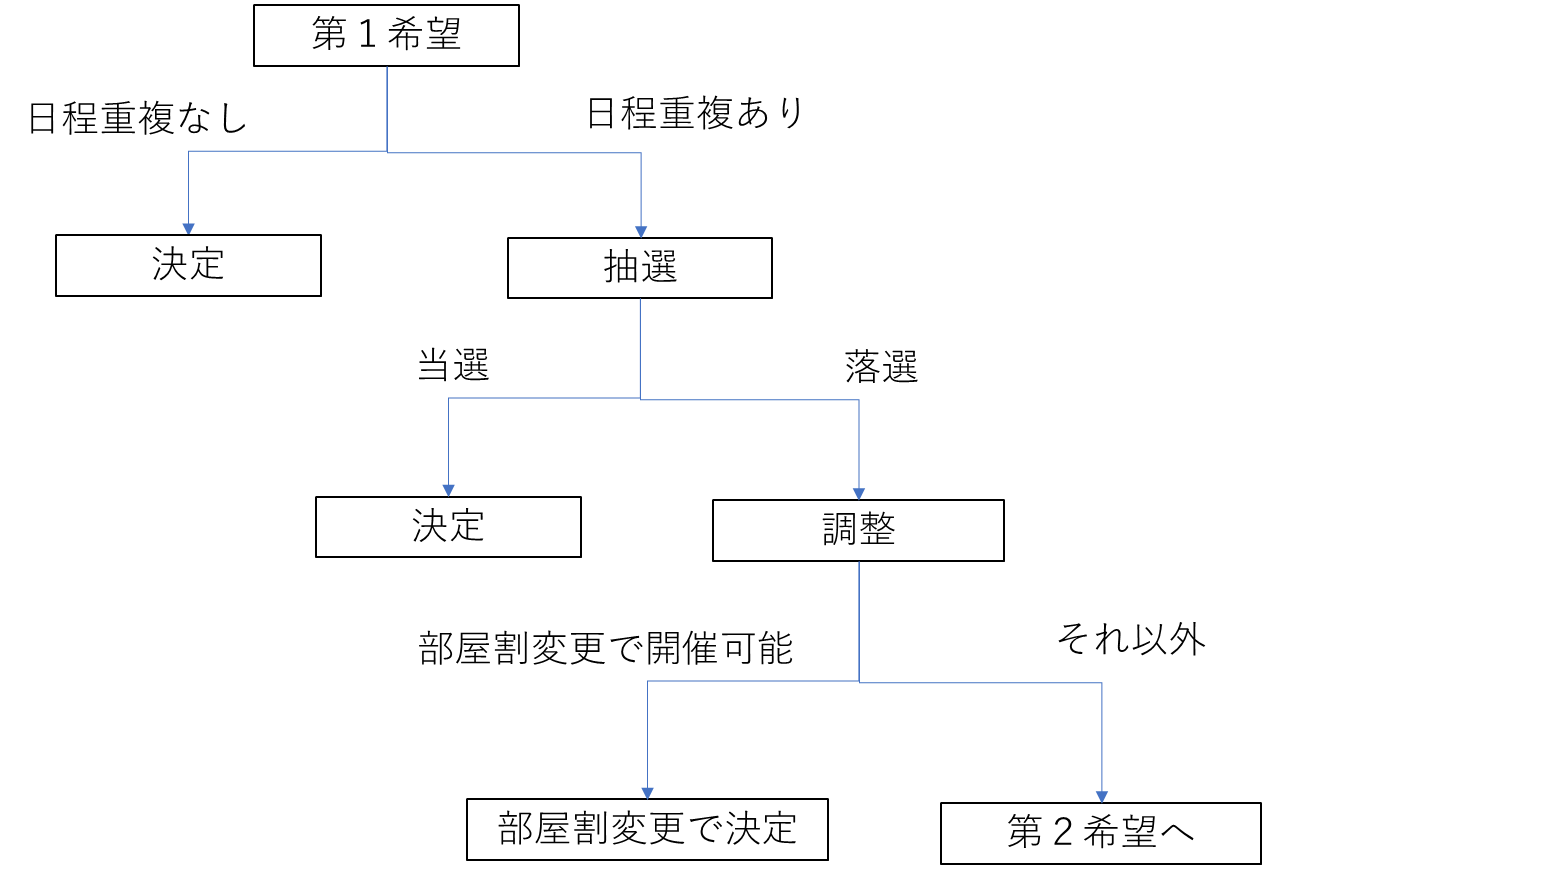 第１希望
日程重複なし
日程重複あり
決定
抽選
当選
落選
決定
調整
部屋割変更で開催可能
それ以外
部屋割変更で決定
第２希望へ